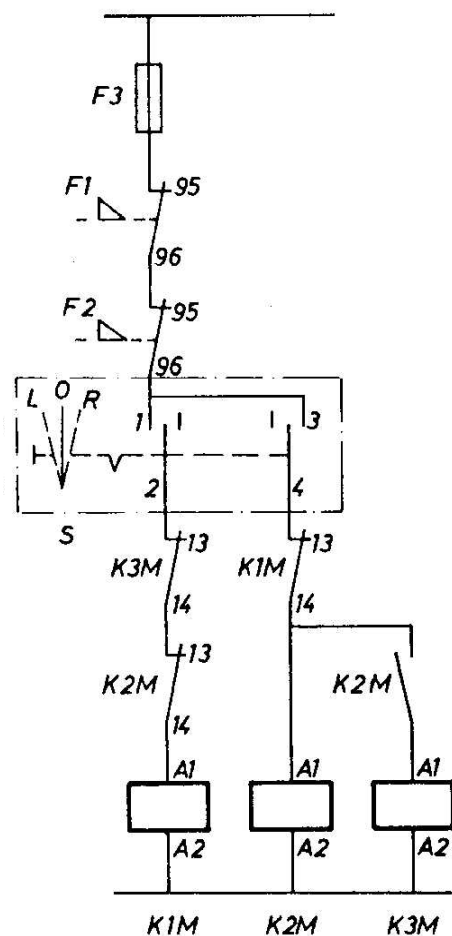 F3
F1
95
96
F2
95
96
L O R
1 3
2 4
S
K3M 13 K1M 13
14 14
K2M 13 K2M
14
A1 A1 A1
A2 A2 A2
K1M K2M K3M